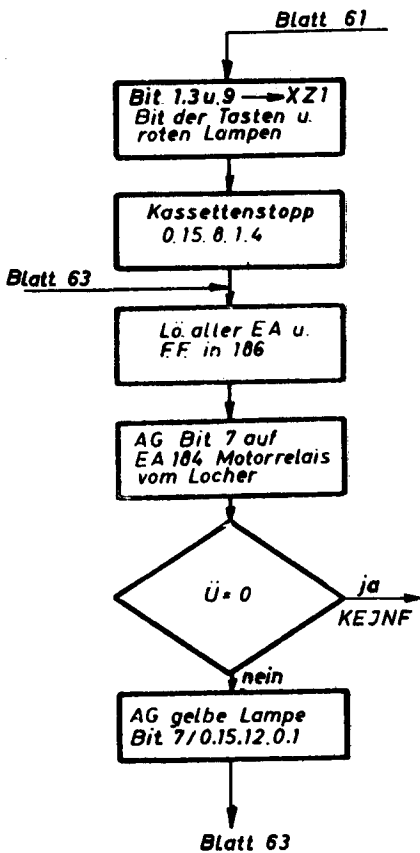 Blatt 61
Bit 1.3 u. 9 → XZ1
Bit der Tasten u.
roten Lampen
Kassettenstopp
0.15.8.1.4
Blatt 63
Lö. aller EA u.
F.F. in 186
AG Bit 7 auf
EA 184 Motorrelais
vom Locher
Ü = 0
ja
KEJNF
nein
AG gelbe Lampe
Bit 7/0.15.12.0.1
Blatt 63